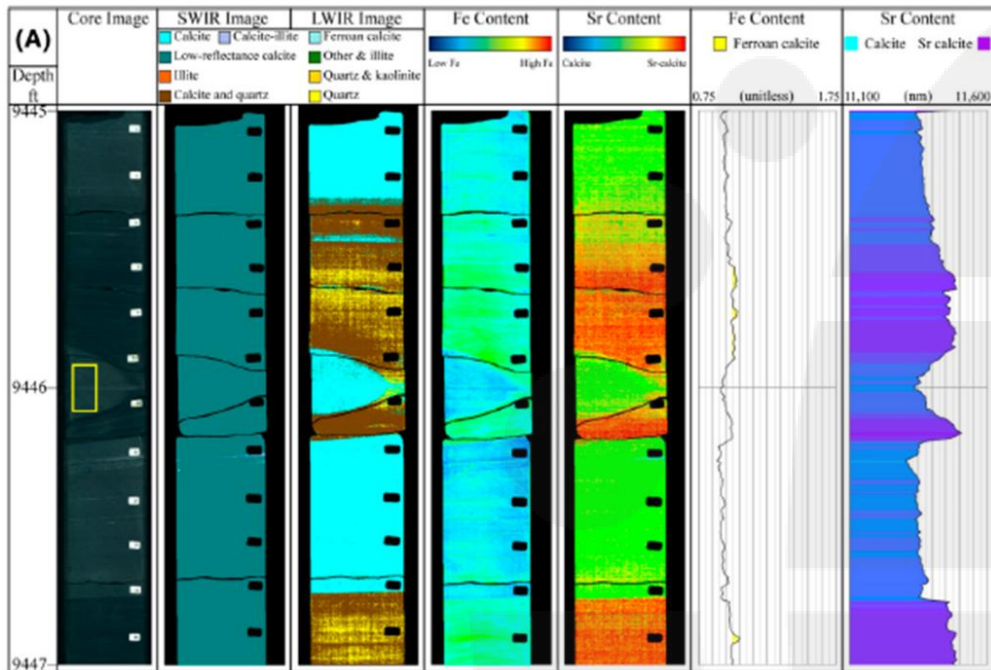 (A)
Depth
ft
Core Image
SWIR Image
LWIR Image
Fe Content
Sr Content
Fe Content
Sr Content
Calcite
Calcite-illite
Low-reflectance calcite
Illite
Calcite and quartz
Ferroan calcite
Other & illite
Quartz & kaolinite
Quartz
Low Fe
High Fe
Calcite
Sr-calcite
Ferroan calcite
0.75
(unitless)
1.75
Calcite
Sr calcite
11,100
(nm)
11,600
9445
9446
9447